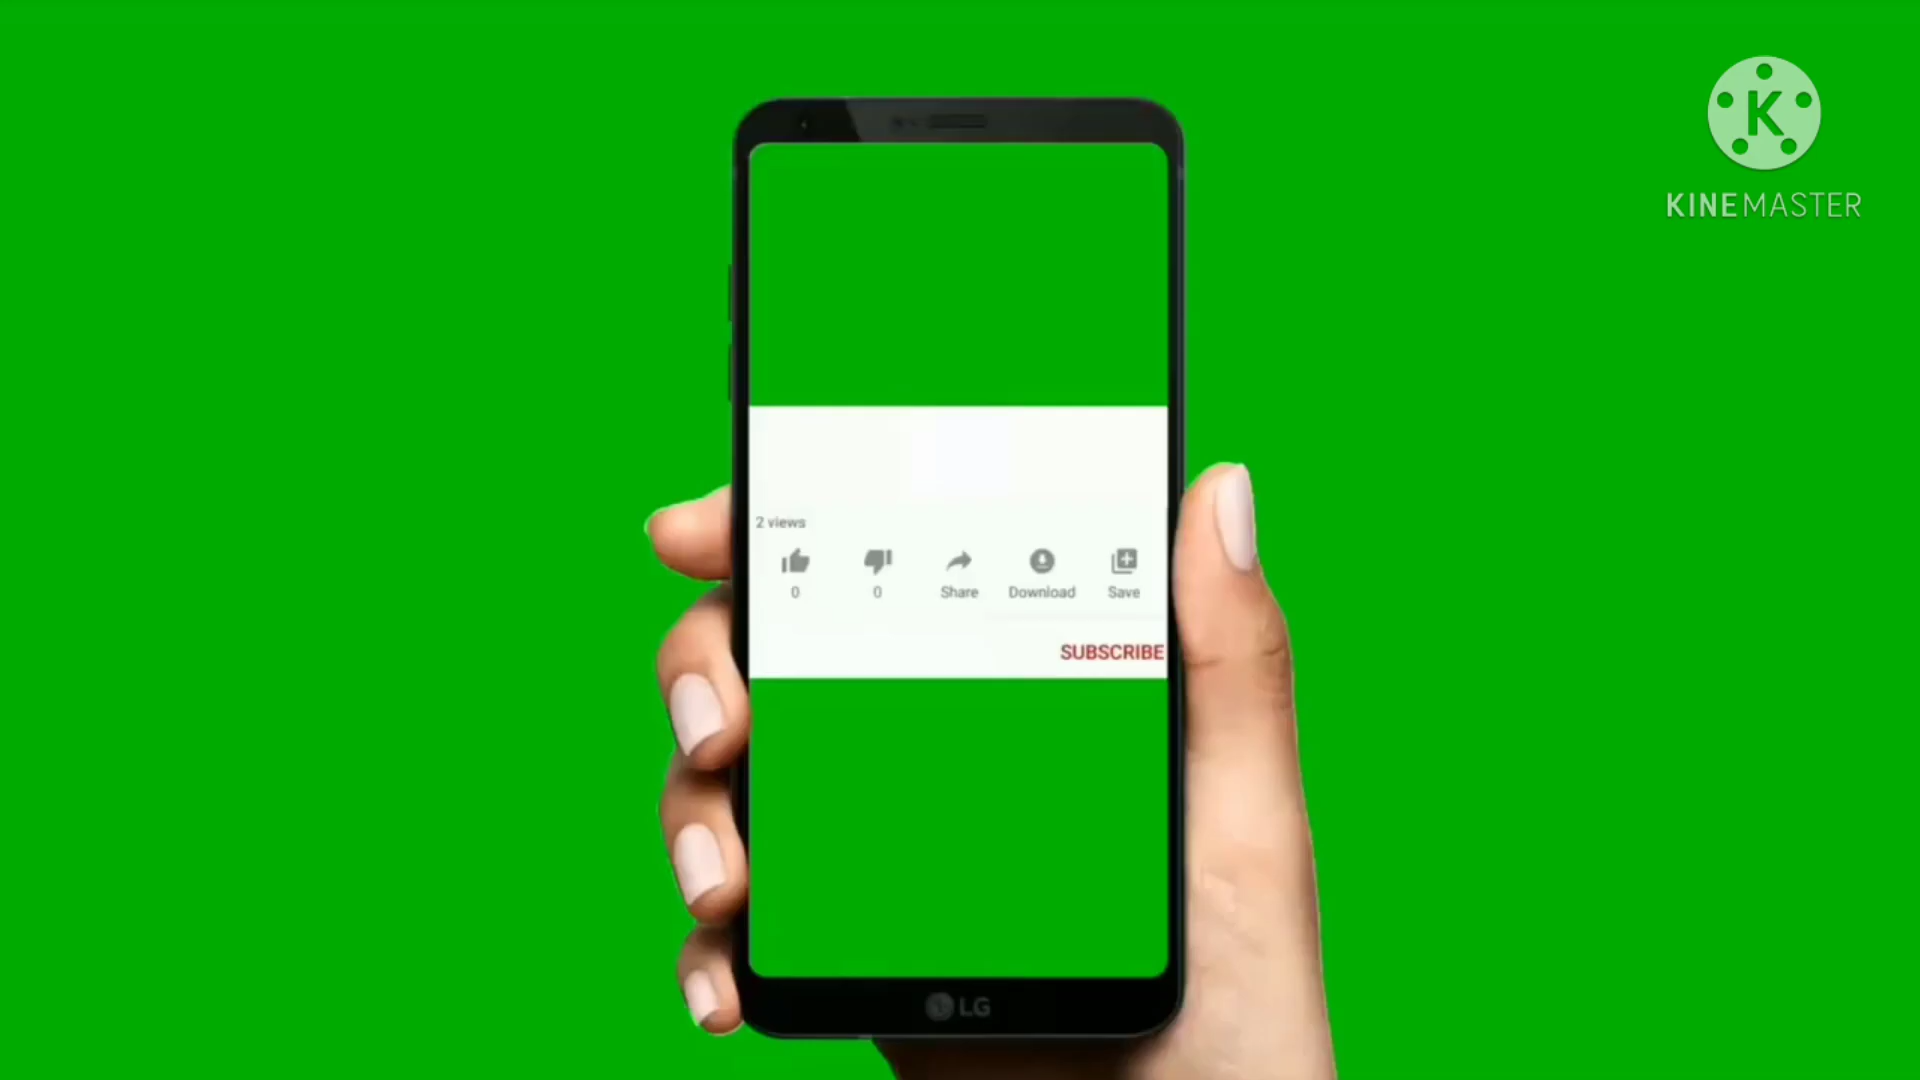 K
KINEMASTER
2 views
0 0 Share Download Save
SUBSCRIBE
LG